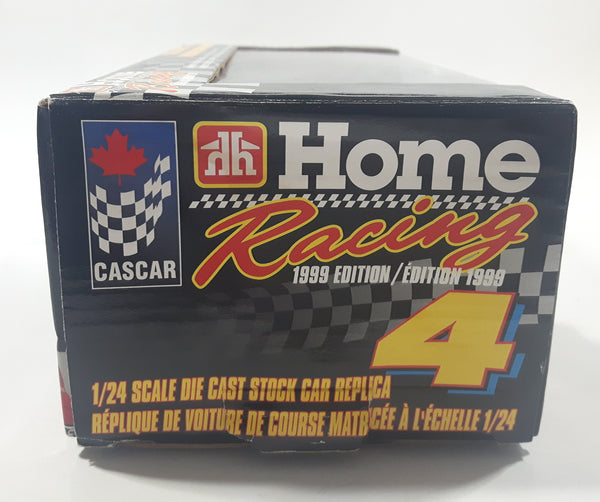 CASCAR
Home
Racing
1999 EDITION/ÉDITION 1999
4
1/24 SCALE DIE CAST STOCK CAR REPLICA
RÉPLIQUE DE VOITURE DE COURSE MATRICÉE À L'ÉCHELLE 1/24